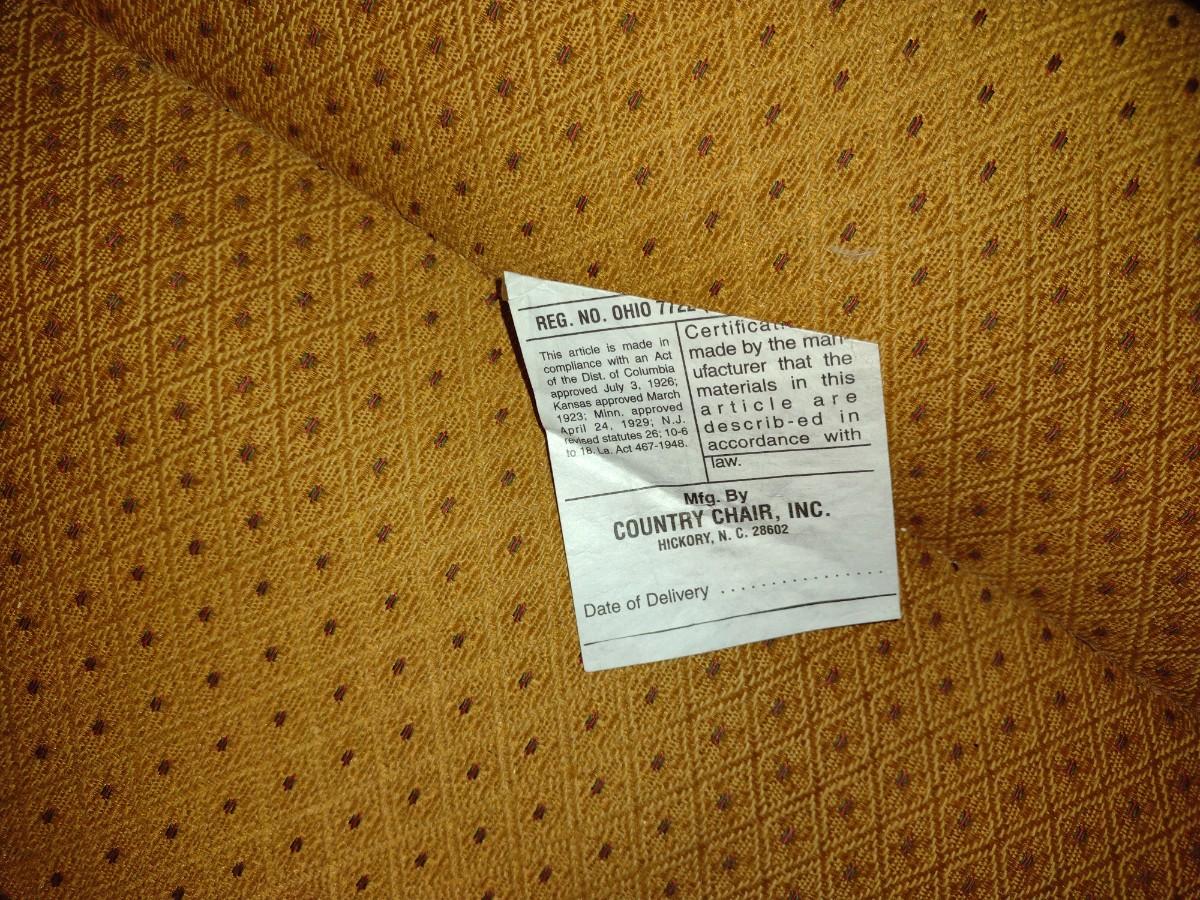 REG. NO. OHIO 7722
This article is made in
compliance with an Act
of the Dist. of Columbia
approved July 3, 1926;
Kansas approved March
1923; Minn. approved
April 24, 1929; N.J.
revised statutes 26; 10-6
to 18. La. Act 467-1948.
Certificati
made by the man-
ufacturer that the
materials in this
article are
describ-ed in
accordance with
law.
Mfg. By
COUNTRY CHAIR, INC.
HICKORY, N. C. 28602
Date of Delivery ................